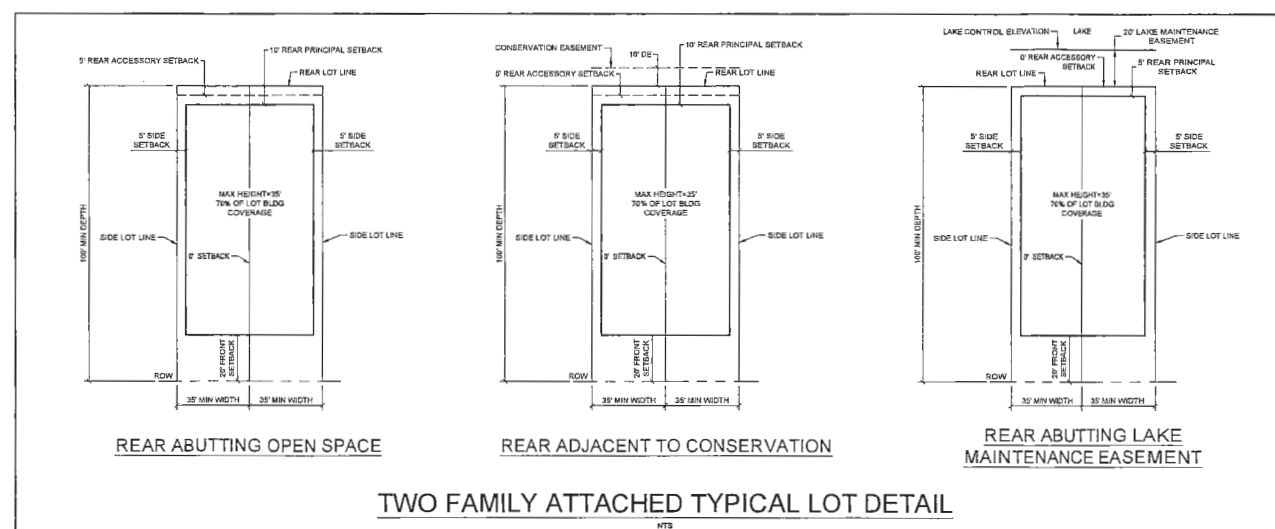 10' REAR PRINCIPAL SETBACK
5' REAR ACCESSORY SETBACK
REAR LOT LINE
5' SIDE
SETBACK
5' SIDE
SETBACK
MAX HEIGHT=35'
70% OF LOT BLDG
COVERAGE
100' MIN DEPTH
SIDE LOT LINE
SIDE LOT LINE
0' SETBACK
20' FRONT
SETBACK
ROW
35' MIN WIDTH
35' MIN WIDTH
REAR ABUTTING OPEN SPACE
CONSERVATION EASEMENT
10' DE
10' REAR PRINCIPAL SETBACK
5' REAR ACCESSORY SETBACK
REAR LOT LINE
5' SIDE
SETBACK
5' SIDE
SETBACK
MAX HEIGHT=35'
70% OF LOT BLDG
COVERAGE
100' MIN DEPTH
SIDE LOT LINE
SIDE LOT LINE
0' SETBACK
20' FRONT
SETBACK
ROW
35' MIN WIDTH
35' MIN WIDTH
REAR ADJACENT TO CONSERVATION
LAKE CONTROL ELEVATION
LAKE
20' LAKE MAINTENANCE
EASEMENT
0' REAR ACCESSORY
SETBACK
5' REAR PRINCIPAL
SETBACK
REAR LOT LINE
5' SIDE
SETBACK
5' SIDE
SETBACK
MAX HEIGHT=35'
70% OF LOT BLDG
COVERAGE
100' MIN DEPTH
SIDE LOT LINE
SIDE LOT LINE
0' SETBACK
20' FRONT
SETBACK
ROW
35' MIN WIDTH
35' MIN WIDTH
REAR ABUTTING LAKE
MAINTENANCE EASEMENT
TWO FAMILY ATTACHED TYPICAL LOT DETAIL
NTS